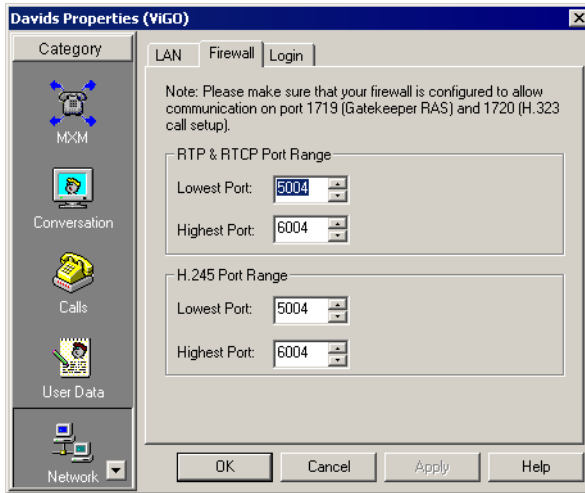 Davids Properties (ViGO)
Category
MXM
Conversation
Calls
User Data
Network
LAN
Firewall
Login
Note: Please make sure that your firewall is configured to allow
communication on port 1719 (Gatekeeper RAS) and 1720 (H.323
call setup).
RTP & RTCP Port Range
Lowest Port: 5004
Highest Port: 6004
H.245 Port Range
Lowest Port: 5004
Highest Port: 6004
OK
Cancel
Apply
Help